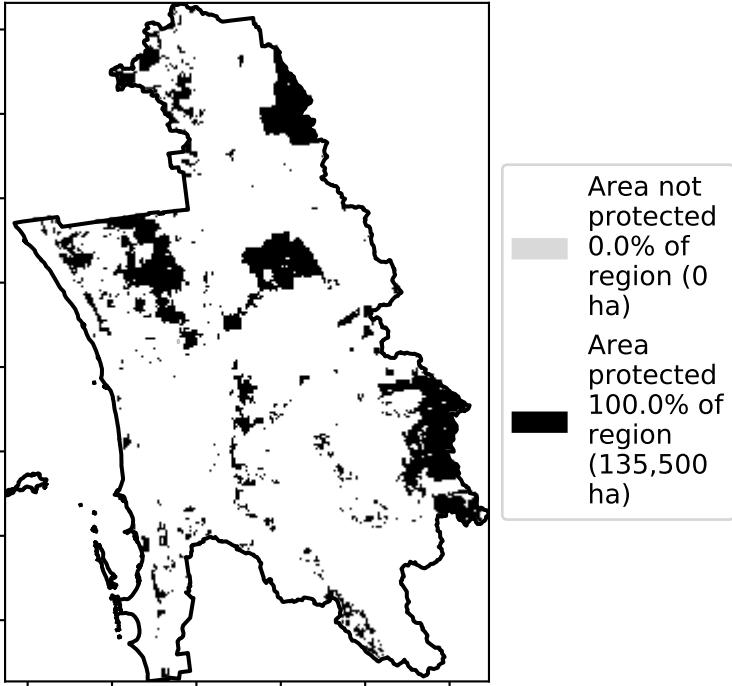 Area not
protected
0.0% of
region (0
ha)
Area
protected
100.0% of
region
(135,500
ha)